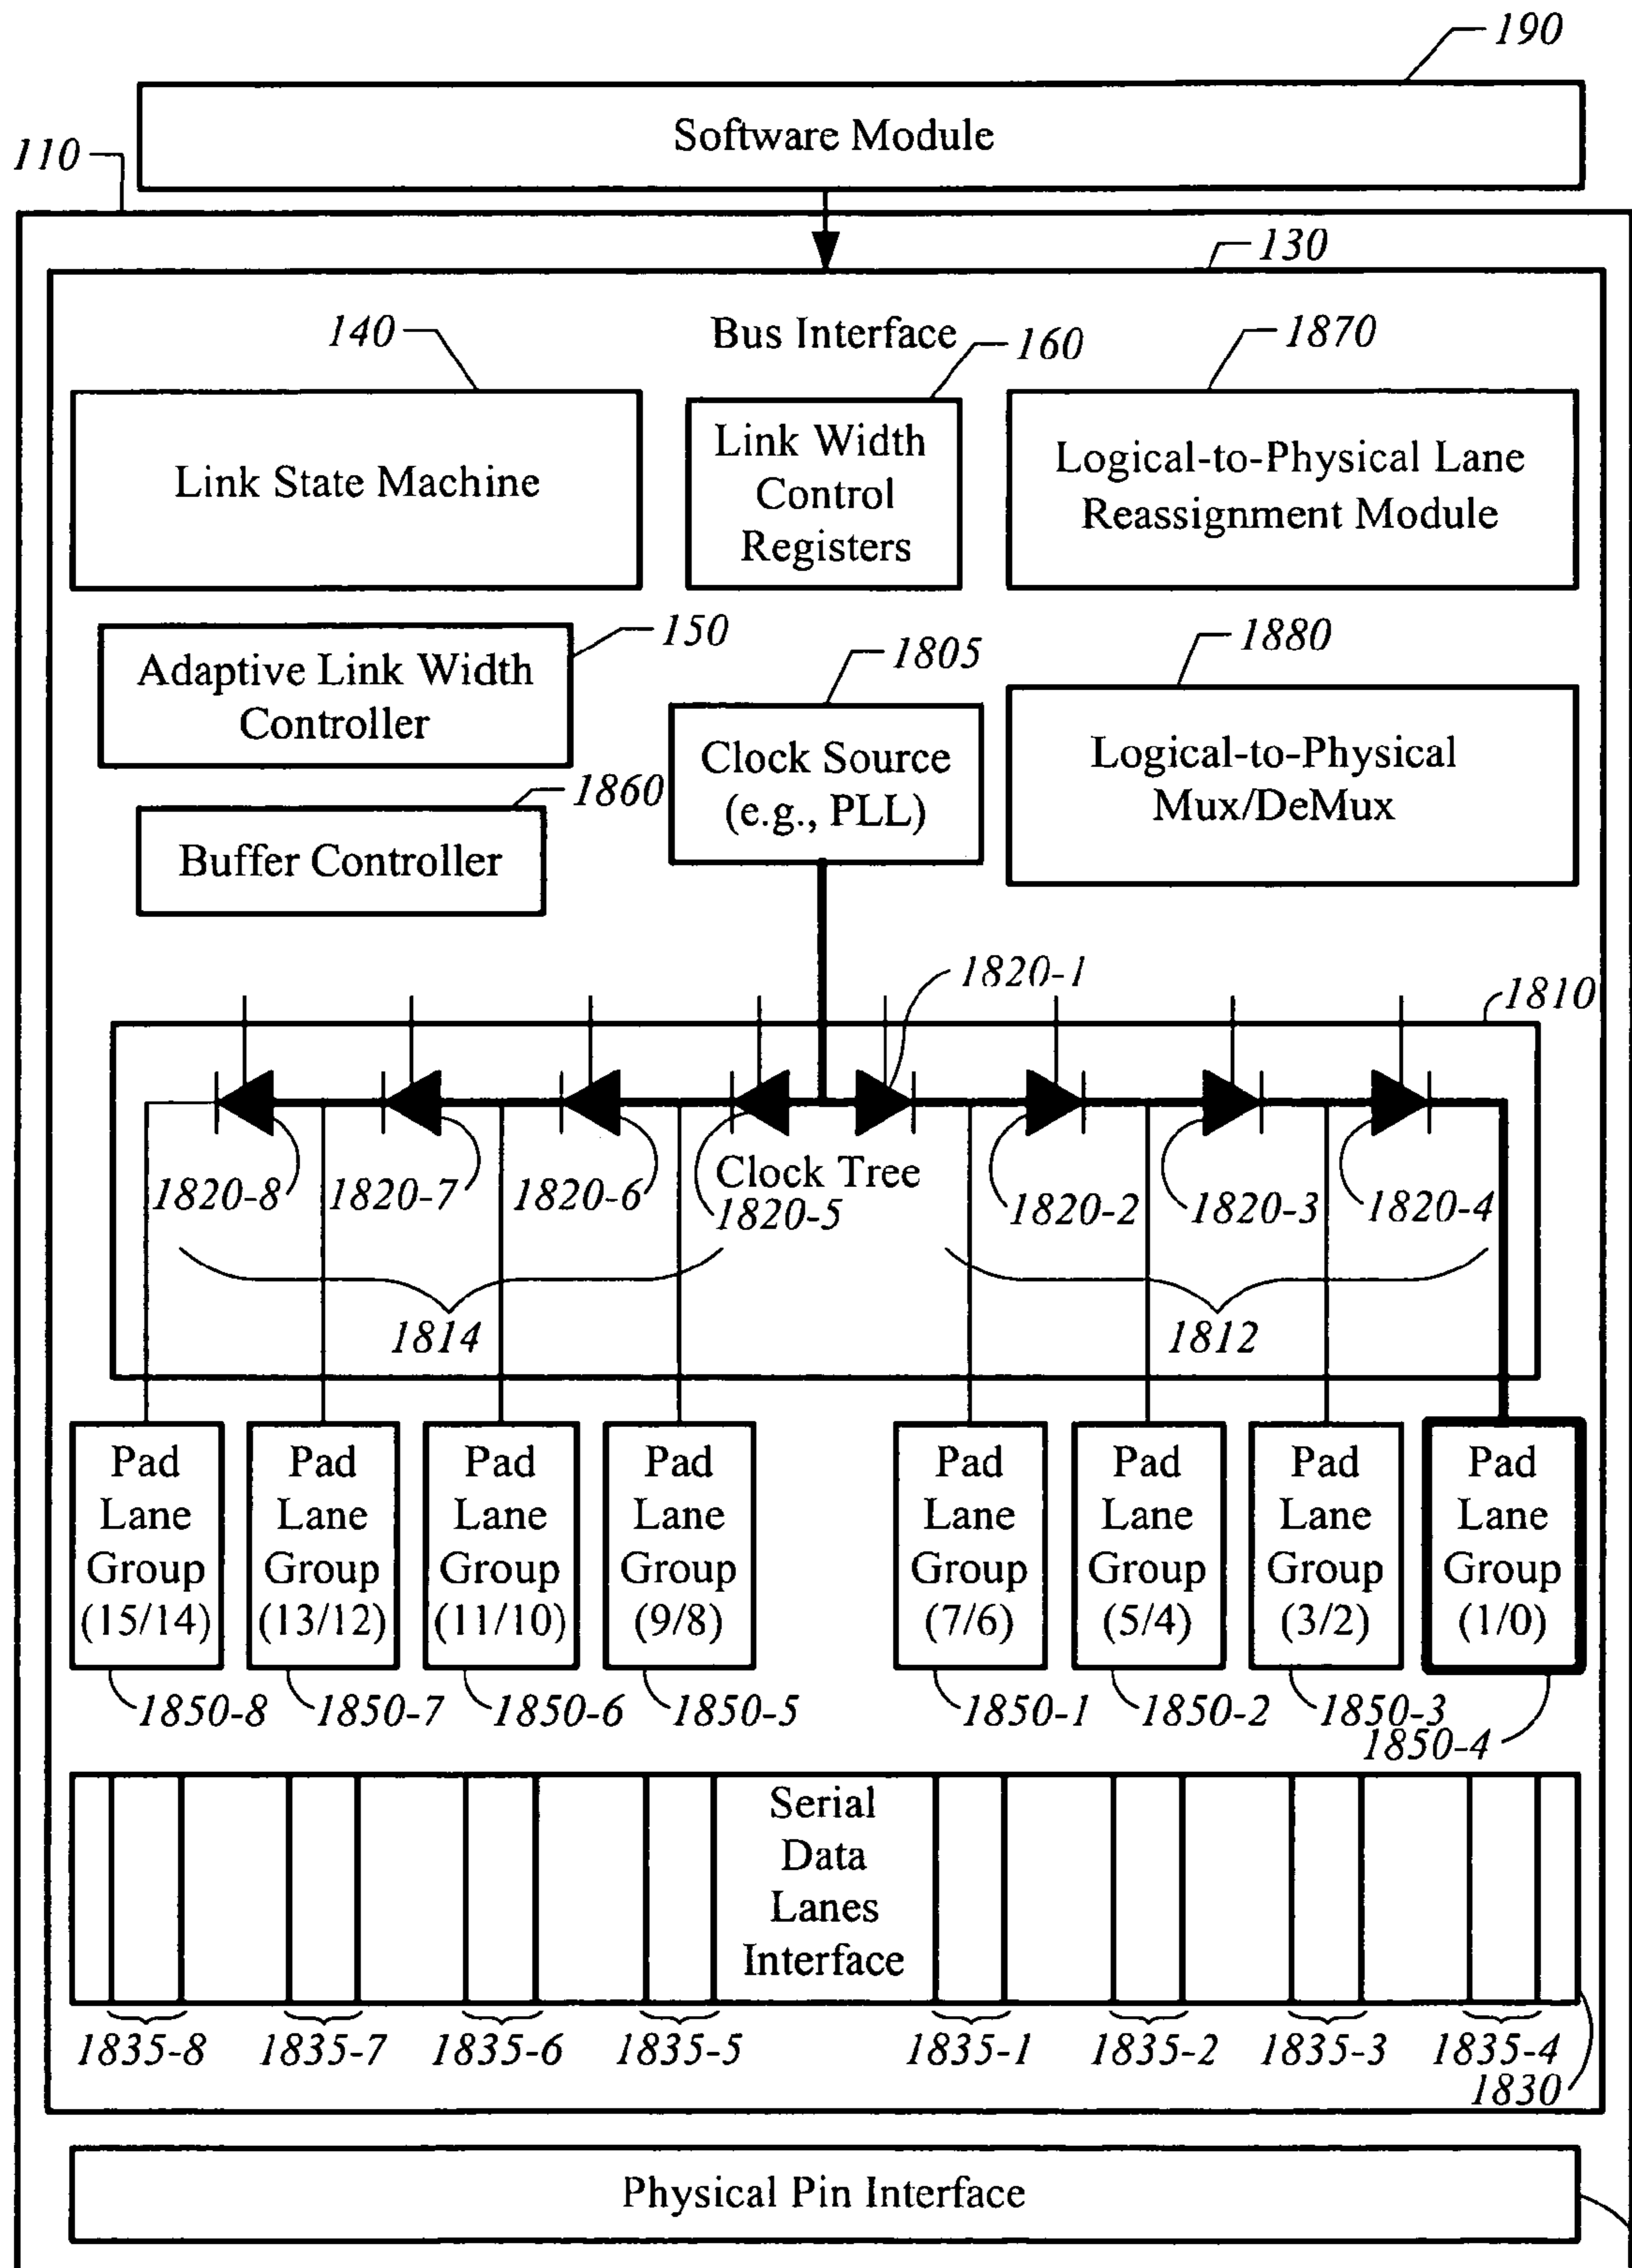 190
Software Module
110
130
Bus Interface
140
160
1870
Link State Machine
Link Width
Control
Registers
Logical-to-Physical Lane
Reassignment Module
150
1805
1880
Adaptive Link Width
Controller
Clock Source
(e.g., PLL)
Logical-to-Physical
Mux/DeMux
1860
Buffer Controller
1820-1
1810
1820-8
1820-7
1820-6
Clock Tree
1820-5
1820-2
1820-3
1820-4
1814
1812
Pad
Lane
Group
(15/14)
Pad
Lane
Group
(13/12)
Pad
Lane
Group
(11/10)
Pad
Lane
Group
(9/8)
Pad
Lane
Group
(7/6)
Pad
Lane
Group
(5/4)
Pad
Lane
Group
(3/2)
Pad
Lane
Group
(1/0)
1850-8
1850-7
1850-6
1850-5
1850-1
1850-2
1850-3
1850-4
Serial
Data
Lanes
Interface
1835-8
1835-7
1835-6
1835-5
1835-1
1835-2
1835-3
1835-4
1830
Physical Pin Interface